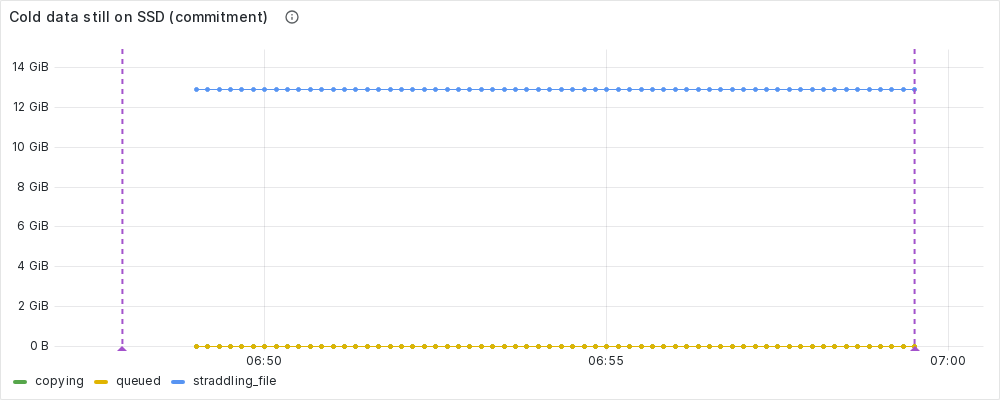 Cold data still on SSD (commitment)
14 GiB
12 GiB
10 GiB
8 GiB
6 GiB
4 GiB
2 GiB
0 B
06:50 06:55 07:00
copying queued straddling_file